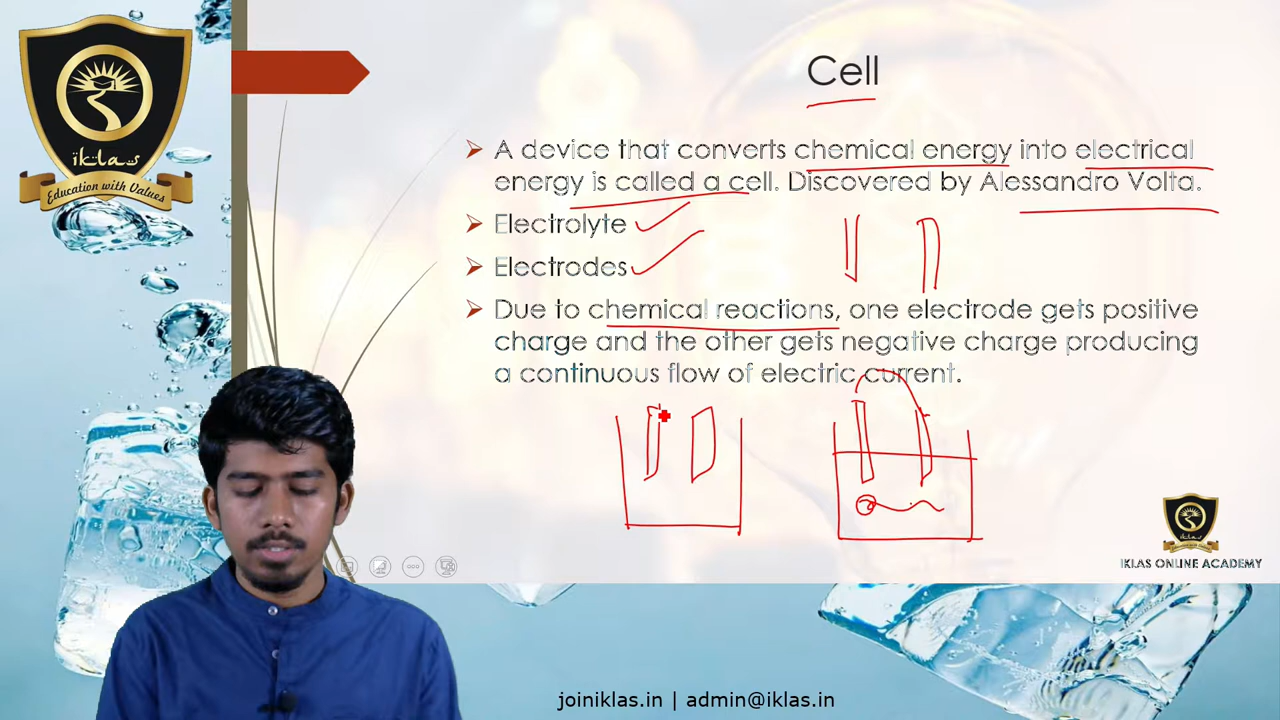 iklas
Education with Values
Cell
A device that converts chemical energy into electrical
energy is called a cell. Discovered by Alessandro Volta.
Electrolyte
Electrodes
Due to chemical reactions, one electrode gets positive
charge and the other gets negative charge producing
a continuous flow of electric current.
IKLAS ONLINE ACADEMY
joiniklas.in | admin@iklas.in